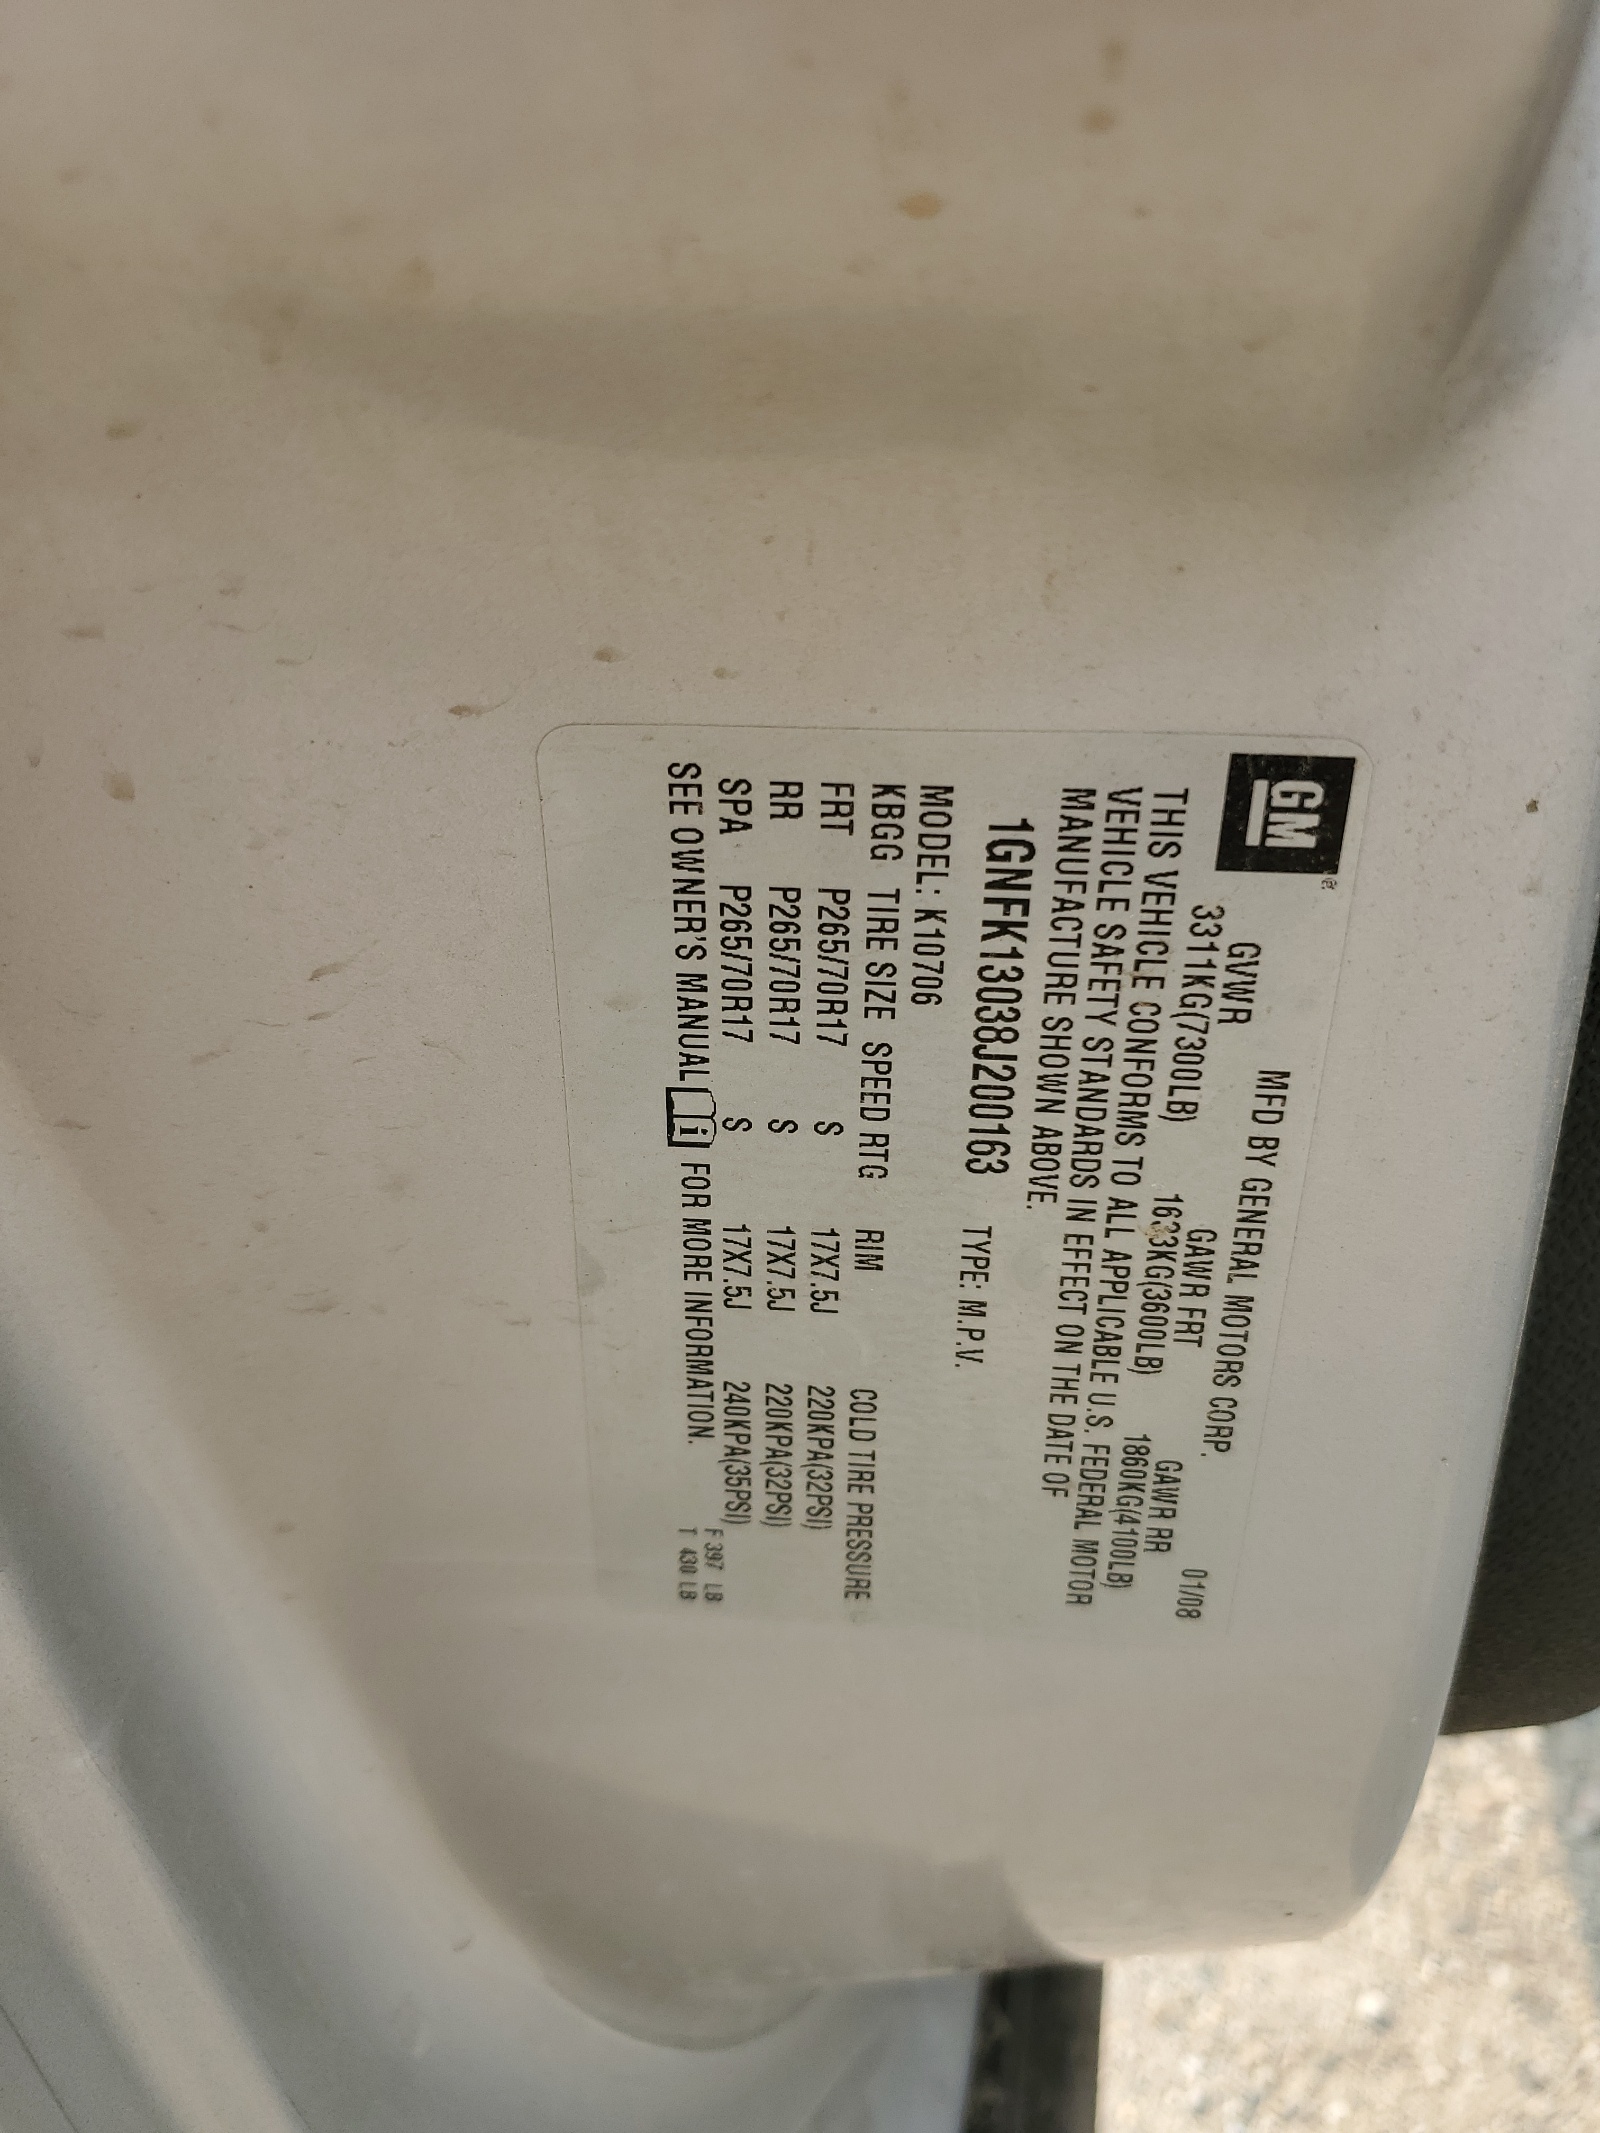 GM
MFD BY GENERAL MOTORS CORP. 01/08
GVWR GAWR FRT GAWR RR
3311KG(7300LB) 1633KG(3600LB) 1860KG(4100LB)
THIS VEHICLE CONFORMS TO ALL APPLICABLE U.S. FEDERAL MOTOR
VEHICLE SAFETY STANDARDS IN EFFECT ON THE DATE OF
MANUFACTURE SHOWN ABOVE.
1GNFK13038J200163 TYPE: M.P.V.
MODEL: K10706
KBGG TIRE SIZE SPEED RTG RIM COLD TIRE PRESSURE
FRT P265/70R17 S 17X7.5J 220KPA(32PSI)
RR P265/70R17 S 17X7.5J 220KPA(32PSI)
SPA P265/70R17 S 17X7.5J 240KPA(35PSI)
SEE OWNER'S MANUAL i FOR MORE INFORMATION.
F 397 LB
T 430 LB